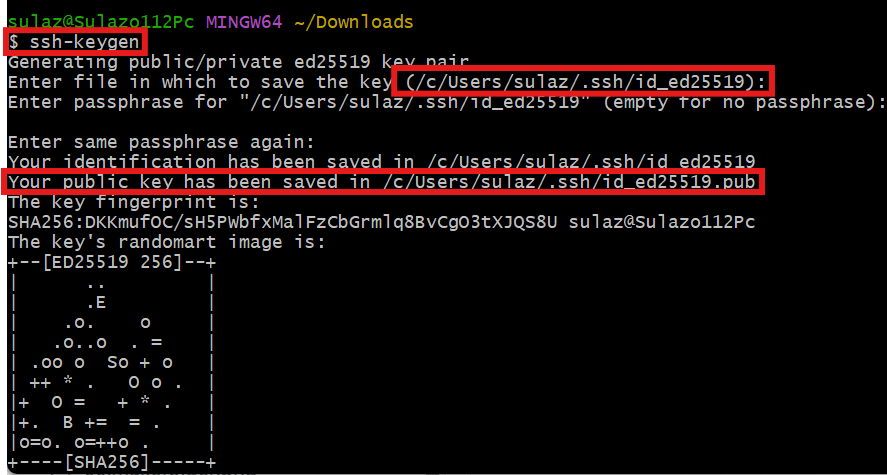 sulaz@Sulazo112Pc MINGW64 ~/Downloads
$ ssh-keygen
Generating public/private ed25519 key pair
Enter file in which to save the key (/c/Users/sulaz/.ssh/id_ed25519):
Enter passphrase for "/c/Users/sulaz/.ssh/id_ed25519" (empty for no passphrase):
Enter same passphrase again:
Your identification has been saved in /c/Users/sulaz/.ssh/id_ed25519
Your public key has been saved in /c/Users/sulaz/.ssh/id_ed25519.pub
The key fingerprint is:
SHA256:DKKmufOC/sH5PWbfxMalFzCbGrmlq8BvCgO3tXJQS8U sulaz@Sulazo112Pc
The key's randomart image is:
+--[ED25519 256]--+
|       ..        |
|       .E        |
|    .o.    o     |
|   .o..o  . =    |
| .oo o  So + o   |
| ++ * .   O o .  |
|+  O =   + * .   |
|+.  B +=  = .    |
|o=o. o=++o .     |
+----[SHA256]-----+